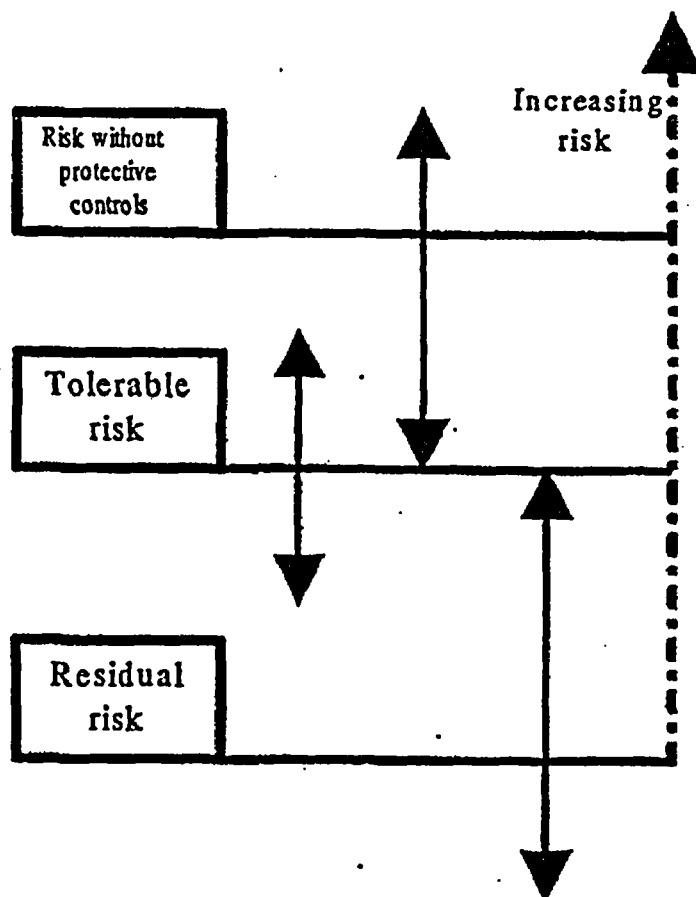 Increasing
risk
Risk without
protective
controls
Tolerable
risk
Residual
risk